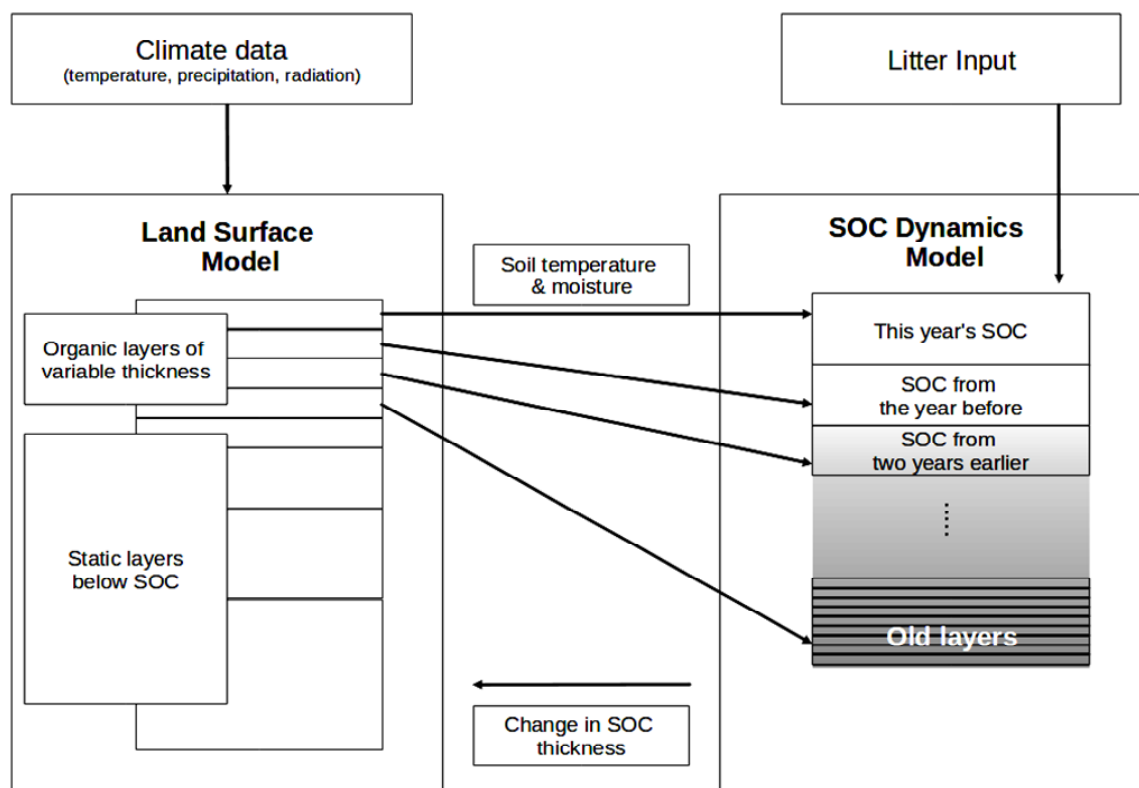 Climate data
(temperature, precipitation, radiation)
Litter Input
Land Surface
Model
SOC Dynamics
Model
Soil temperature
& moisture
Organic layers of
variable thickness
This year's SOC
SOC from
the year before
SOC from
two years earlier
Static layers
below SOC
Old layers
Change in SOC
thickness